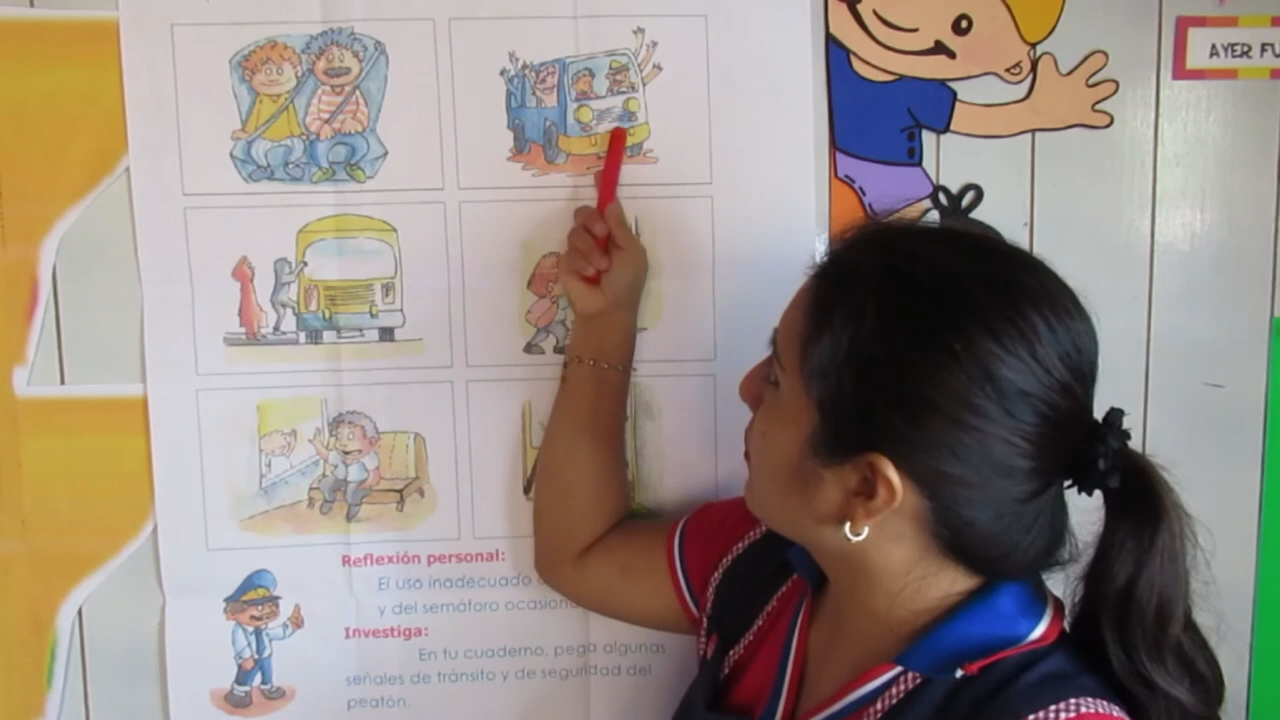 AYER FU
Reflexión personal:
El uso inadecuado
y del semáforo ocasion
Investiga:
En tu cuaderno, pega algunas
señales de tránsito y de seguridad del
peatón.